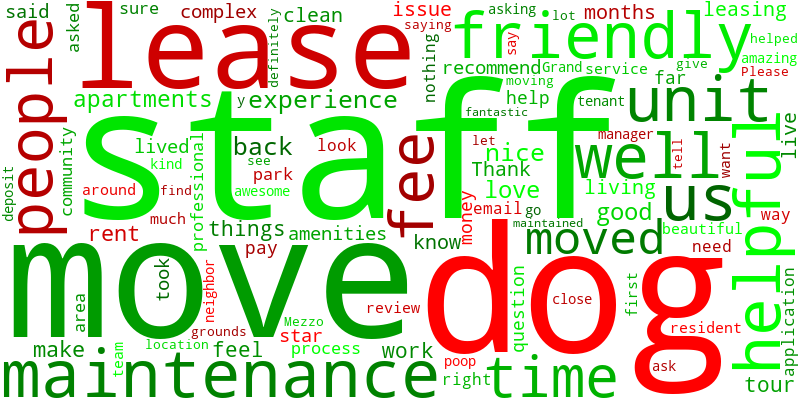 said
asked
sure
complex
lease
definitely
clean
issue
saying
asking
lot
months
leasing
people
friendly
say
helped
nothing
recommend
Grand
service
amazing
apartments
experience
y
moving
far
give
Please
staff
fantastic
help
tenant
unit
community
lived
kind
professional
back
see
look
fee
let
nice
Thank
well
manager
tell
want
live
helpful
deposit
around
find
awesome
park
love
living
us
money
email
go
good
way
much
things
amenities
maintained
moved
beautiful
rent
pay
know
need
move
dog
took
neighbor
area
question
first
close
application
review
Mezzo
grounds
star
resident
make
location
feel
process
work
poop
team
maintenance
right
time
ask
tour